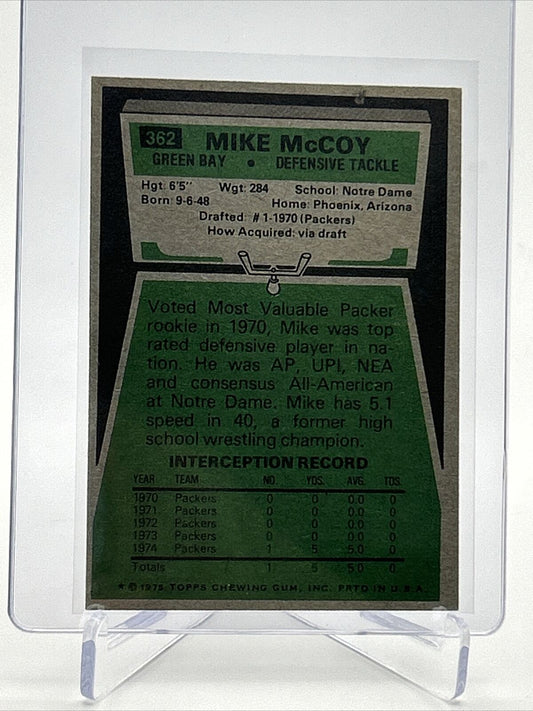 362 MIKE McCOY
GREEN BAY • DEFENSIVE TACKLE
Hgt: 6'5" Wgt: 284 School: Notre Dame
Born: 9-6-48 Home: Phoenix, Arizona
Drafted: #1-1970 (Packers)
How Acquired: via draft
Voted Most Valuable Packer
rookie in 1970, Mike was top
rated defensive player in na-
tion. He was AP, UPI, NEA
and consensus All-American
at Notre Dame. Mike has 5.1
speed in 40, a former high
school wrestling champion.
INTERCEPTION RECORD
YEAR TEAM NO. YDS. AVG. TDS.
1970 Packers 0 0 0.0 0
1971 Packers 0 0 0.0 0
1972 Packers 0 0 0.0 0
1973 Packers 0 0 0.0 0
1974 Packers 1 5 5.0 0
Totals 1 5 5.0 0
★ © 1975 TOPPS CHEWING GUM, INC. PRTD IN U.S.A.